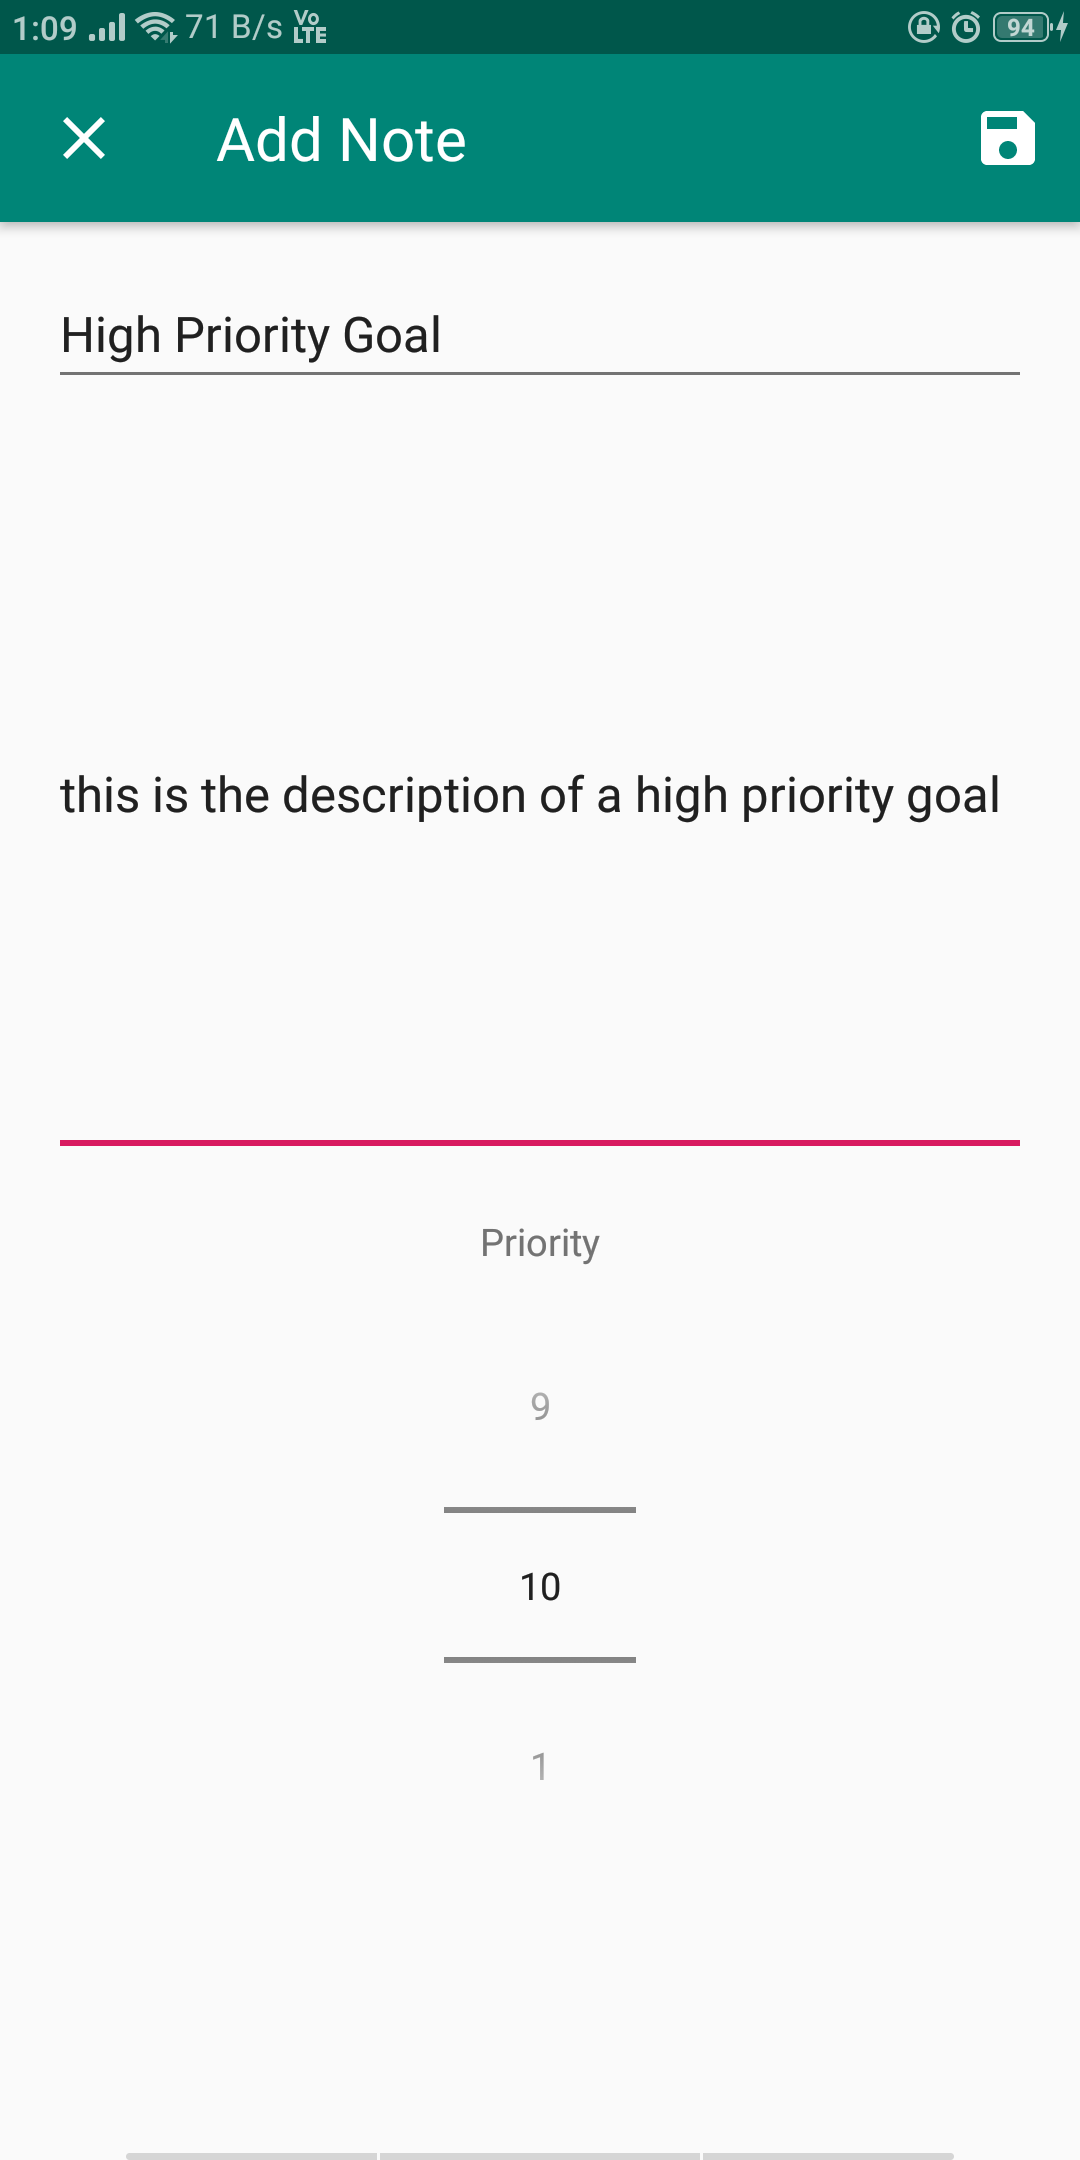 1:09 71 B/s Vo LTE 94
Add Note
High Priority Goal
this is the description of a high priority goal
Priority
9
10
1